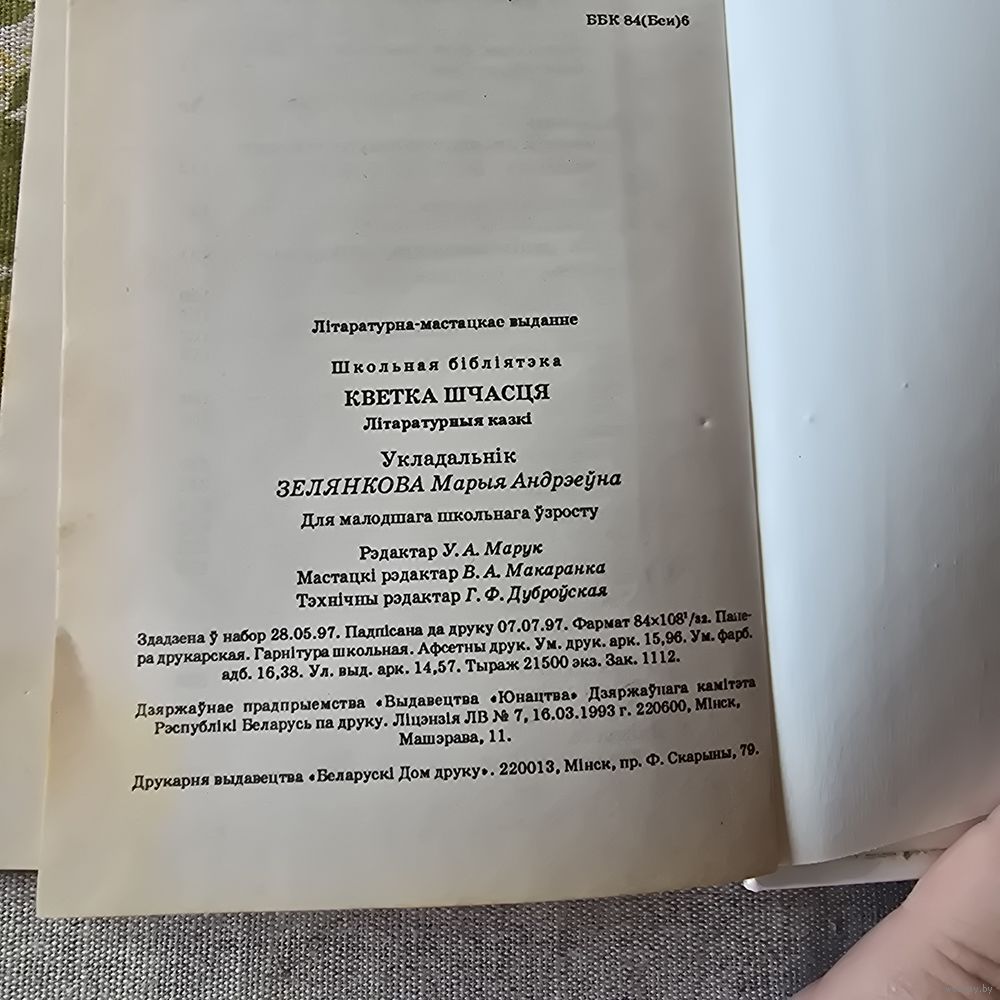 ББК 84(Беи)6
Літаратурна-мастацкае выданне
Школьная бібліятэка
КВЕТКА ШЧАСЦЯ
Літаратурныя казкі
Укладальнік
ЗЕЛЯНКОВА Марыя Андрэеўна
Для малодшага школьнага ўзросту
Рэдактар У. А. Марук
Мастацкі рэдактар В. А. Макаранка
Тэхнічны рэдактар Г. Ф. Дуброўская
Здадзена ў набор 28.05.97. Падпісана да друку 07.07.97. Фармат 84×108¹/₃₂. Папе-
ра друкарская. Гарнітура школьная. Афсетны друк. Ум. друк. арк. 15,96. Ум. фарб.
адб. 16,38. Ул. выд. арк. 14,57. Тыраж 21500 экз. Зак. 1112.
Дзяржаўнае прадпрыемства «Выдавецтва «Юнацтва» Дзяржаўнага камітэта
Рэспублікі Беларусь па друку. Ліцэнзія ЛВ № 7, 16.03.1993 г. 220600, Мінск,
Машэрава, 11.
Друкарня выдавецтва «Беларускі Дом друку». 220013, Мінск, пр. Ф. Скарыны, 79.